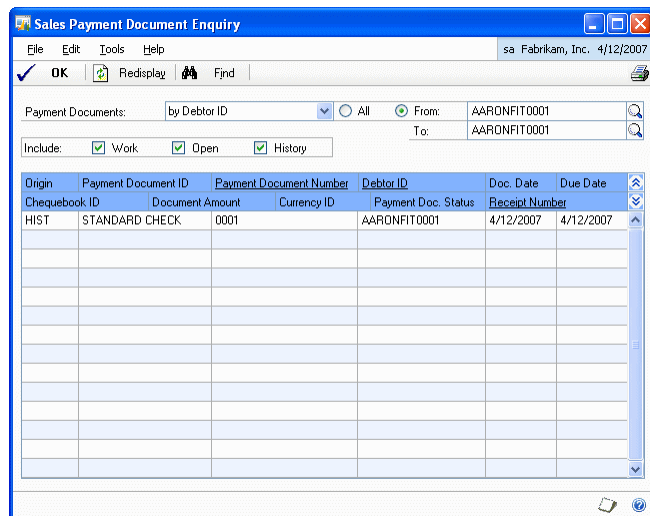 Sales Payment Document Enquiry
File Edit Tools Help sa Fabrikam, Inc. 4/12/2007
OK Redisplay Find
Payment Documents: by Debtor ID All From: AARONFIT0001
To: AARONFIT0001
Include: Work Open History
Origin Payment Document ID Payment Document Number Debtor ID Doc. Date Due Date
Chequebook ID Document Amount Currency ID Payment Doc. Status Receipt Number
HIST STANDARD CHECK 0001 AARONFIT0001 4/12/2007 4/12/2007